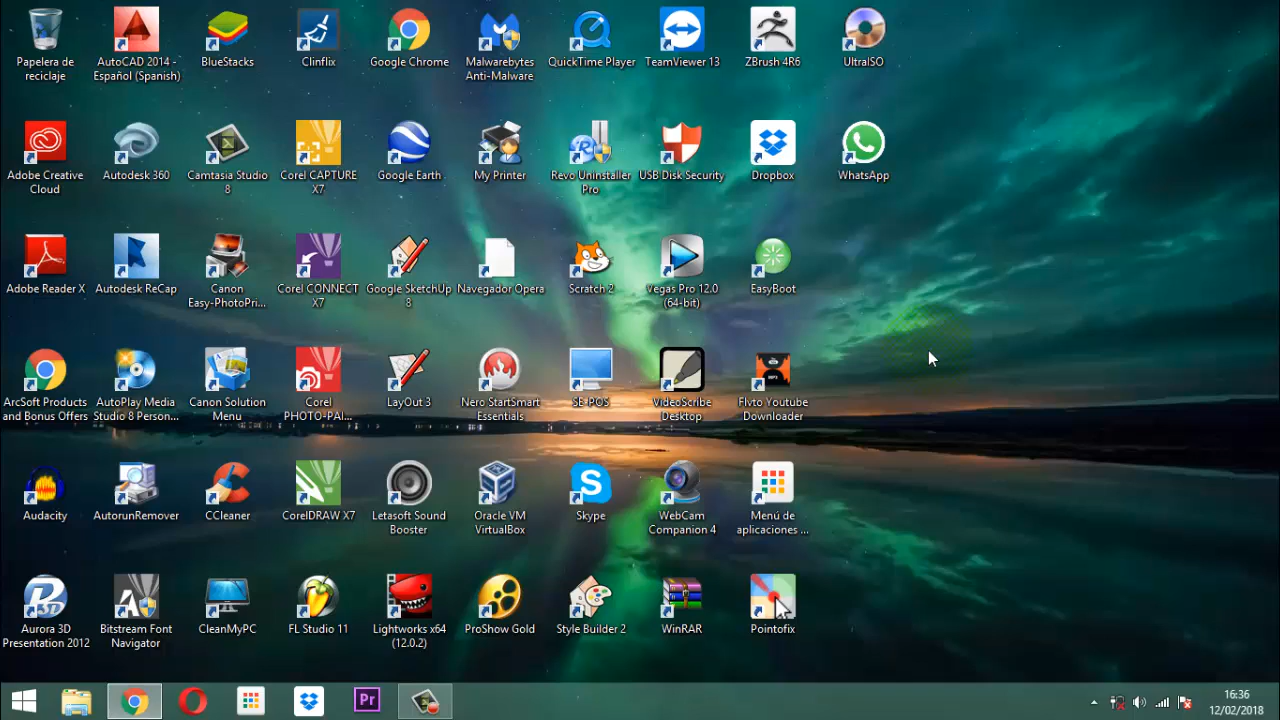 Papelera de
reciclaje
AutoCAD 2014 -
Español (Spanish)
BlueStacks
Clinflix
Google Chrome
Malwarebytes
Anti-Malware
QuickTime Player
TeamViewer 13
ZBrush 4R6
UltraISO
Adobe Creative
Cloud
Autodesk 360
Camtasia Studio
8
Corel CAPTURE
X7
Google Earth
My Printer
Revo Uninstaller
Pro
USB Disk Security
Dropbox
WhatsApp
Adobe Reader X
Autodesk ReCap
Canon
Easy-PhotoPri...
Corel CONNECT
X7
Google SketchUp
8
Navegador Opera
Scratch 2
Vegas Pro 12.0
(64-bit)
EasyBoot
ArcSoft Products
and Bonus Offers
AutoPlay Media
Studio 8 Person...
Canon Solution
Menu
Corel
PHOTO-PAI...
LayOut 3
Nero StartSmart
Essentials
SE-POS
VideoScribe
Desktop
Flvto Youtube
Downloader
Audacity
AutorunRemover
CCleaner
CorelDRAW X7
Letasoft Sound
Booster
Oracle VM
VirtualBox
Skype
WebCam
Companion 4
Menú de
aplicaciones ...
Aurora 3D
Presentation 2012
Bitstream Font
Navigator
CleanMyPC
FL Studio 11
Lightworks x64
(12.0.2)
ProShow Gold
Style Builder 2
WinRAR
Pointofix
Pr
16:36
12/02/2018